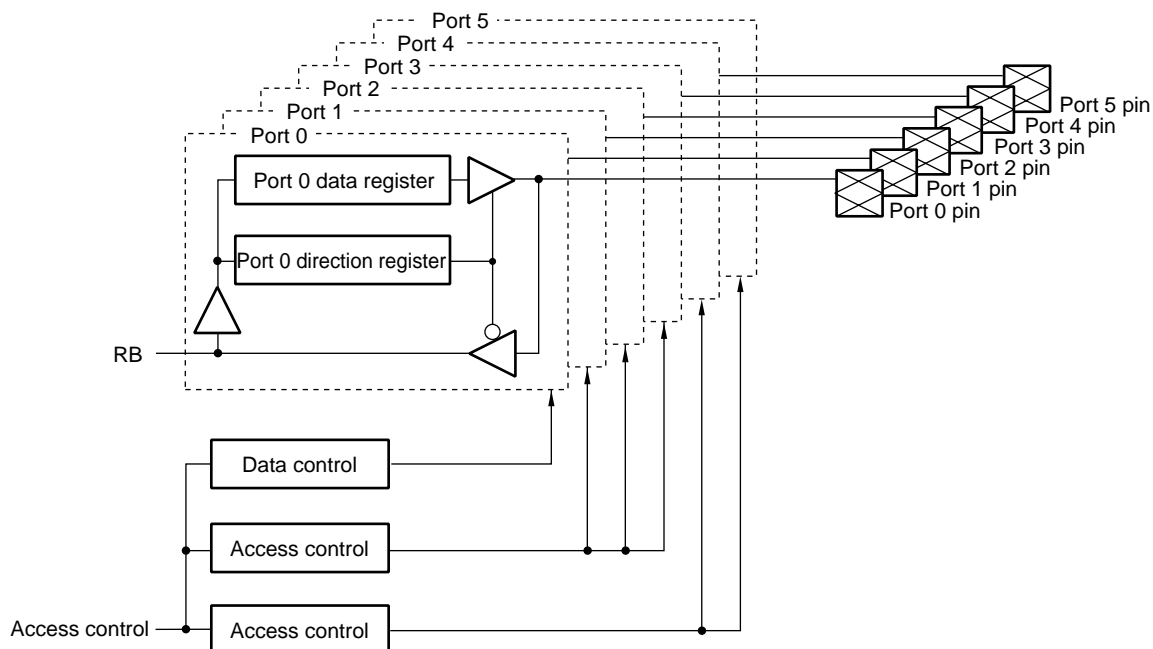 Port 5
Port 4
Port 3
Port 2
Port 1
Port 0
Port 0 data register
Port 0 direction register
RB
Port 5 pin
Port 4 pin
Port 3 pin
Port 2 pin
Port 1 pin
Port 0 pin
Data control
Access control
Access control
Access control